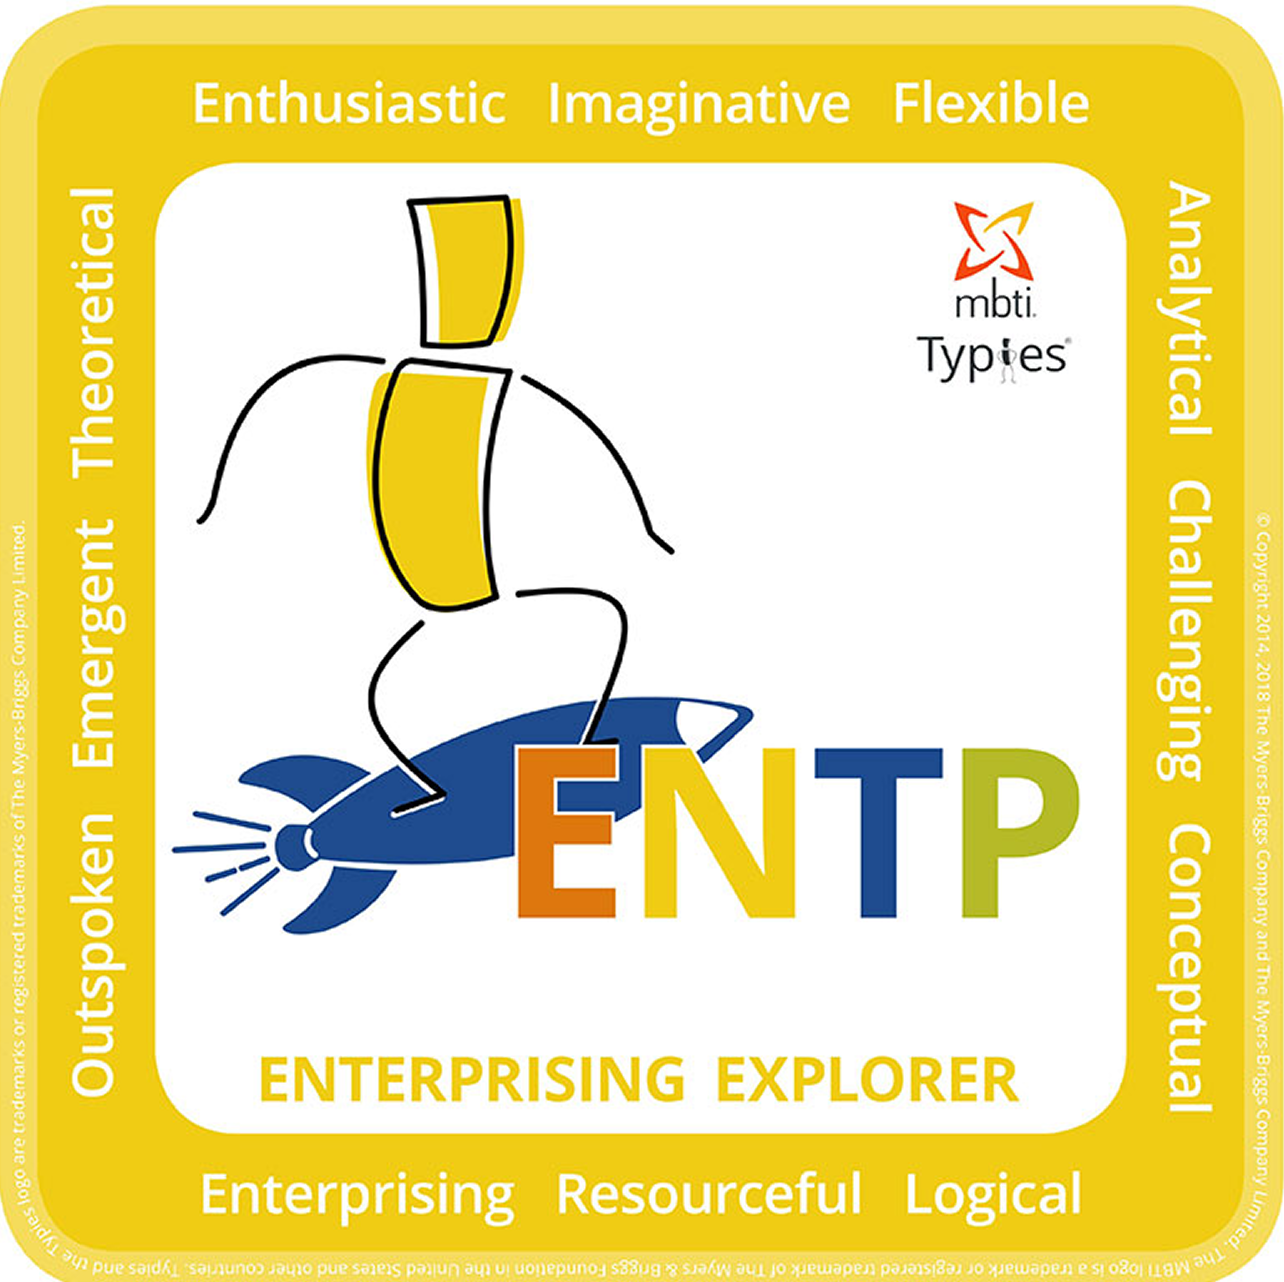 Enthusiastic Imaginative Flexible
Analytical Challenging Conceptual
Enterprising Resourceful Logical
Outspoken Emergent Theoretical
mbti.
Typies®
ENTP
ENTERPRISING EXPLORER
© Copyright 2014, 2018 The Myers-Briggs Company and The Myers-Briggs Company Limited. The MBTI logo is a trademark or registered trademark of The Myers & Briggs Foundation in the United States and other countries. Typies and the Typies logo are trademarks or registered trademarks of The Myers-Briggs Company Limited.